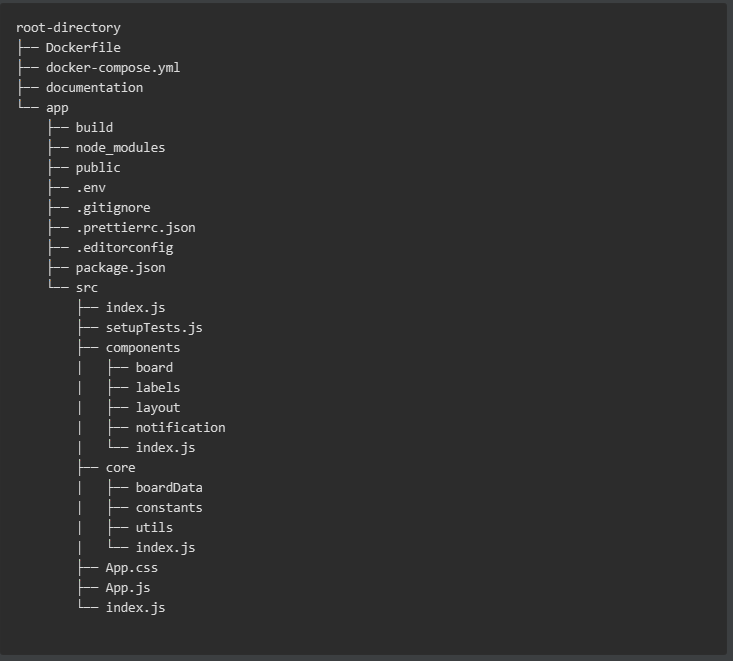 root-directory
├── Dockerfile
├── docker-compose.yml
├── documentation
└── app
    ├── build
    ├── node_modules
    ├── public
    ├── .env
    ├── .gitignore
    ├── .prettierrc.json
    ├── .editorconfig
    ├── package.json
    └── src
        ├── index.js
        ├── setupTests.js
        ├── components
        |   ├── board
        |   ├── labels
        |   ├── layout
        |   ├── notification
        |   └── index.js
        ├── core
        |   ├── boardData
        |   ├── constants
        |   ├── utils
        |   └── index.js
        ├── App.css
        ├── App.js
        └── index.js